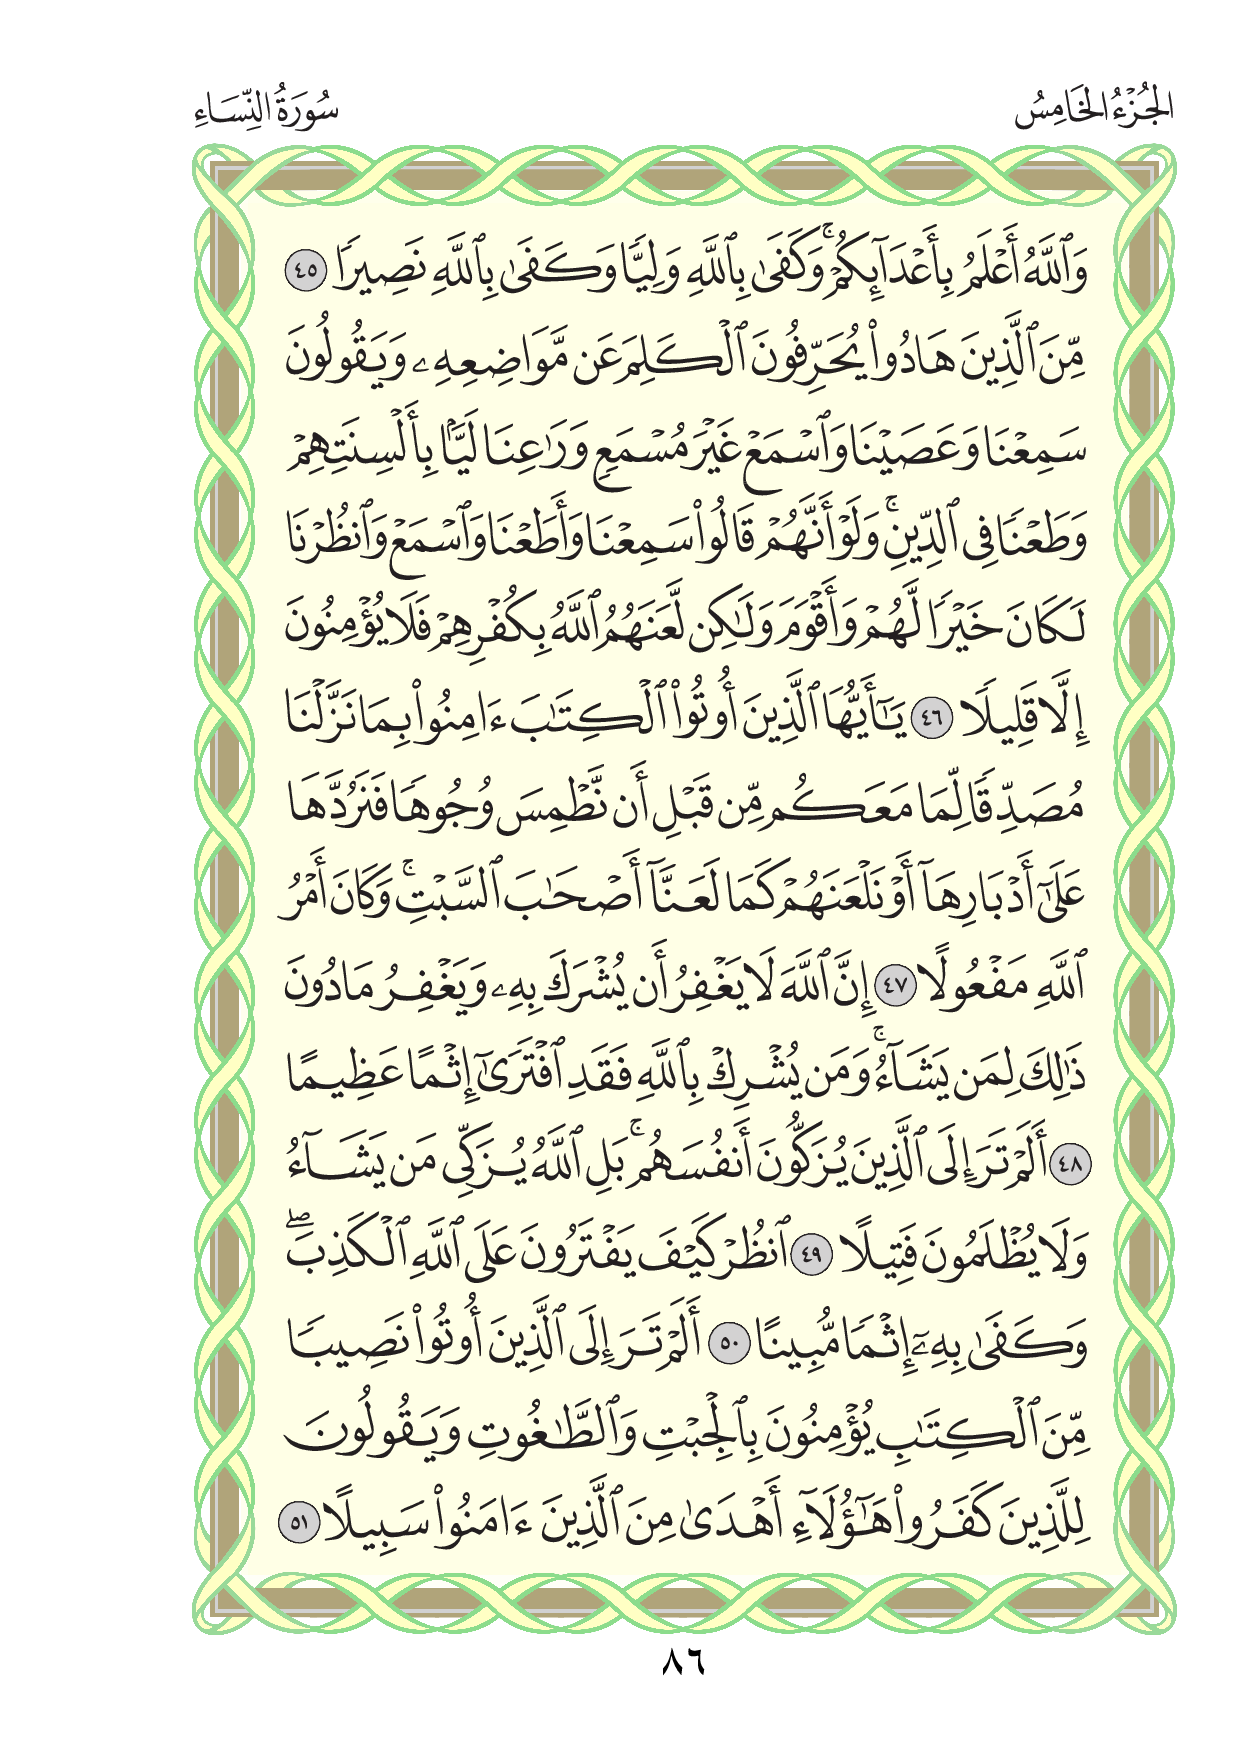 الجُزْءُ الخَامِسُ
سُورَةُ النِّسَاءِ
وَٱللَّهُ أَعْلَمُ بِأَعْدَآئِكُمْۚ وَكَفَىٰ بِٱللَّهِ وَلِيًّا وَكَفَىٰ بِٱللَّهِ نَصِيرًا ٤٥
مِّنَ ٱلَّذِينَ هَادُوا۟ يُحَرِّفُونَ ٱلْكَلِمَ عَن مَّوَاضِعِهِۦ وَيَقُولُونَ
سَمِعْنَا وَعَصَيْنَا وَٱسْمَعْ غَيْرَ مُسْمَعٍ وَرَٰعِنَا لَيًّۢا بِأَلْسِنَتِهِمْ
وَطَعْنًا فِى ٱلدِّينِۚ وَلَوْ أَنَّهُمْ قَالُوا۟ سَمِعْنَا وَأَطَعْنَا وَٱسْمَعْ وَٱنظُرْنَا
لَكَانَ خَيْرًا لَّهُمْ وَأَقْوَمَ وَلَٰكِن لَّعَنَهُمُ ٱللَّهُ بِكُفْرِهِمْ فَلَا يُؤْمِنُونَ
إِلَّا قَلِيلًا ٤٦ يَٰٓأَيُّهَا ٱلَّذِينَ أُوتُوا۟ ٱلْكِتَٰبَ ءَامِنُوا۟ بِمَا نَزَّلْنَا
مُصَدِّقًا لِّمَا مَعَكُم مِّن قَبْلِ أَن نَّطْمِسَ وُجُوهًا فَنَرُدَّهَا
عَلَىٰٓ أَدْبَارِهَآ أَوْ نَلْعَنَهُمْ كَمَا لَعَنَّآ أَصْحَٰبَ ٱلسَّبْتِۚ وَكَانَ أَمْرُ
ٱللَّهِ مَفْعُولًا ٤٧ إِنَّ ٱللَّهَ لَا يَغْفِرُ أَن يُشْرَكَ بِهِۦ وَيَغْفِرُ مَا دُونَ
ذَٰلِكَ لِمَن يَشَآءُۚ وَمَن يُشْرِكْ بِٱللَّهِ فَقَدِ ٱفْتَرَىٰٓ إِثْمًا عَظِيمًا
٤٨ أَلَمْ تَرَ إِلَى ٱلَّذِينَ يُزَكُّونَ أَنفُسَهُمۚ بَلِ ٱللَّهُ يُزَكِّى مَن يَشَآءُ
وَلَا يُظْلَمُونَ فَتِيلًا ٤٩ ٱنظُرْ كَيْفَ يَفْتَرُونَ عَلَى ٱللَّهِ ٱلْكَذِبَۖ
وَكَفَىٰ بِهِۦٓ إِثْمًا مُّبِينًا ٥٠ أَلَمْ تَرَ إِلَى ٱلَّذِينَ أُوتُوا۟ نَصِيبًا
مِّنَ ٱلْكِتَٰبِ يُؤْمِنُونَ بِٱلْجِبْتِ وَٱلطَّٰغُوتِ وَيَقُولُونَ
لِلَّذِينَ كَفَرُوا۟ هَٰٓؤُلَآءِ أَهْدَىٰ مِنَ ٱلَّذِينَ ءَامَنُوا۟ سَبِيلًا ٥١
٨٦